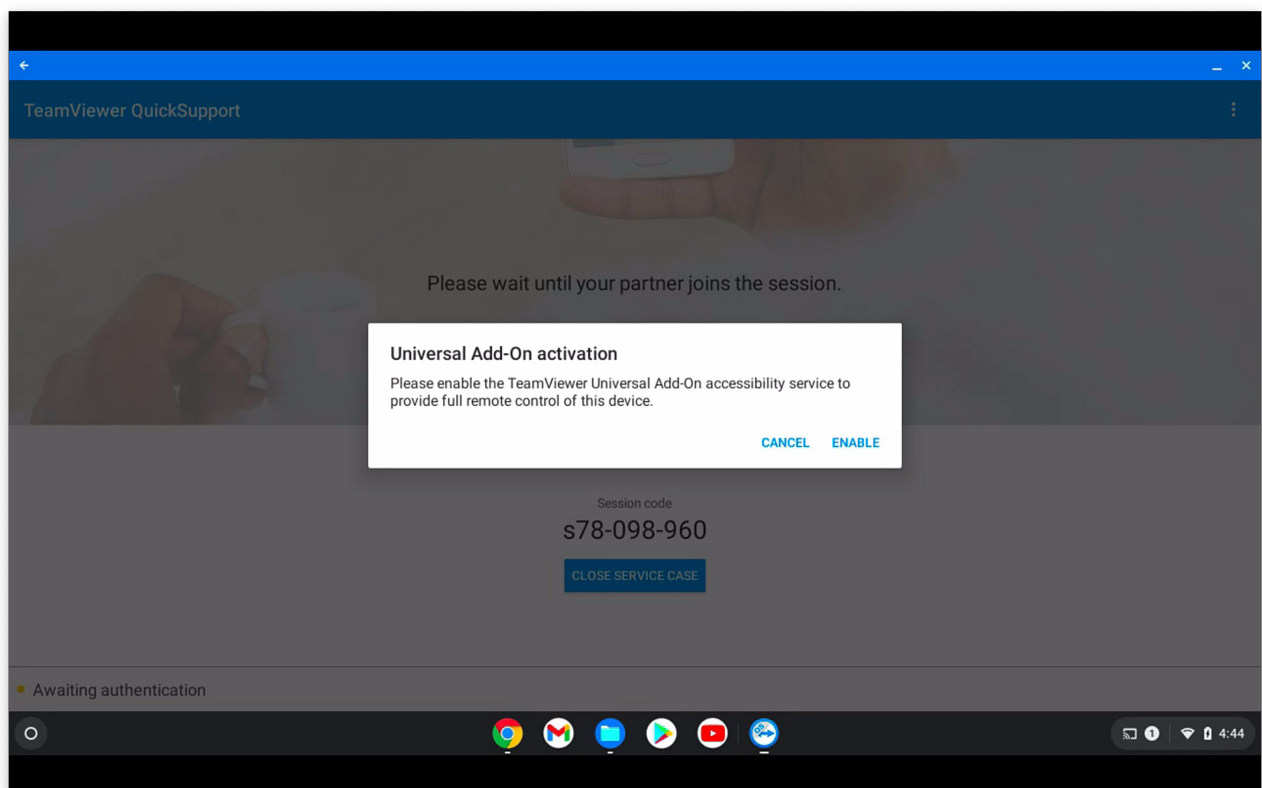 TeamViewer QuickSupport
Please wait until your partner joins the session.
Universal Add-On activation
Please enable the TeamViewer Universal Add-On accessibility service to
provide full remote control of this device.
CANCEL ENABLE
Session code
s78-098-960
CLOSE SERVICE CASE
Awaiting authentication
1 4:44